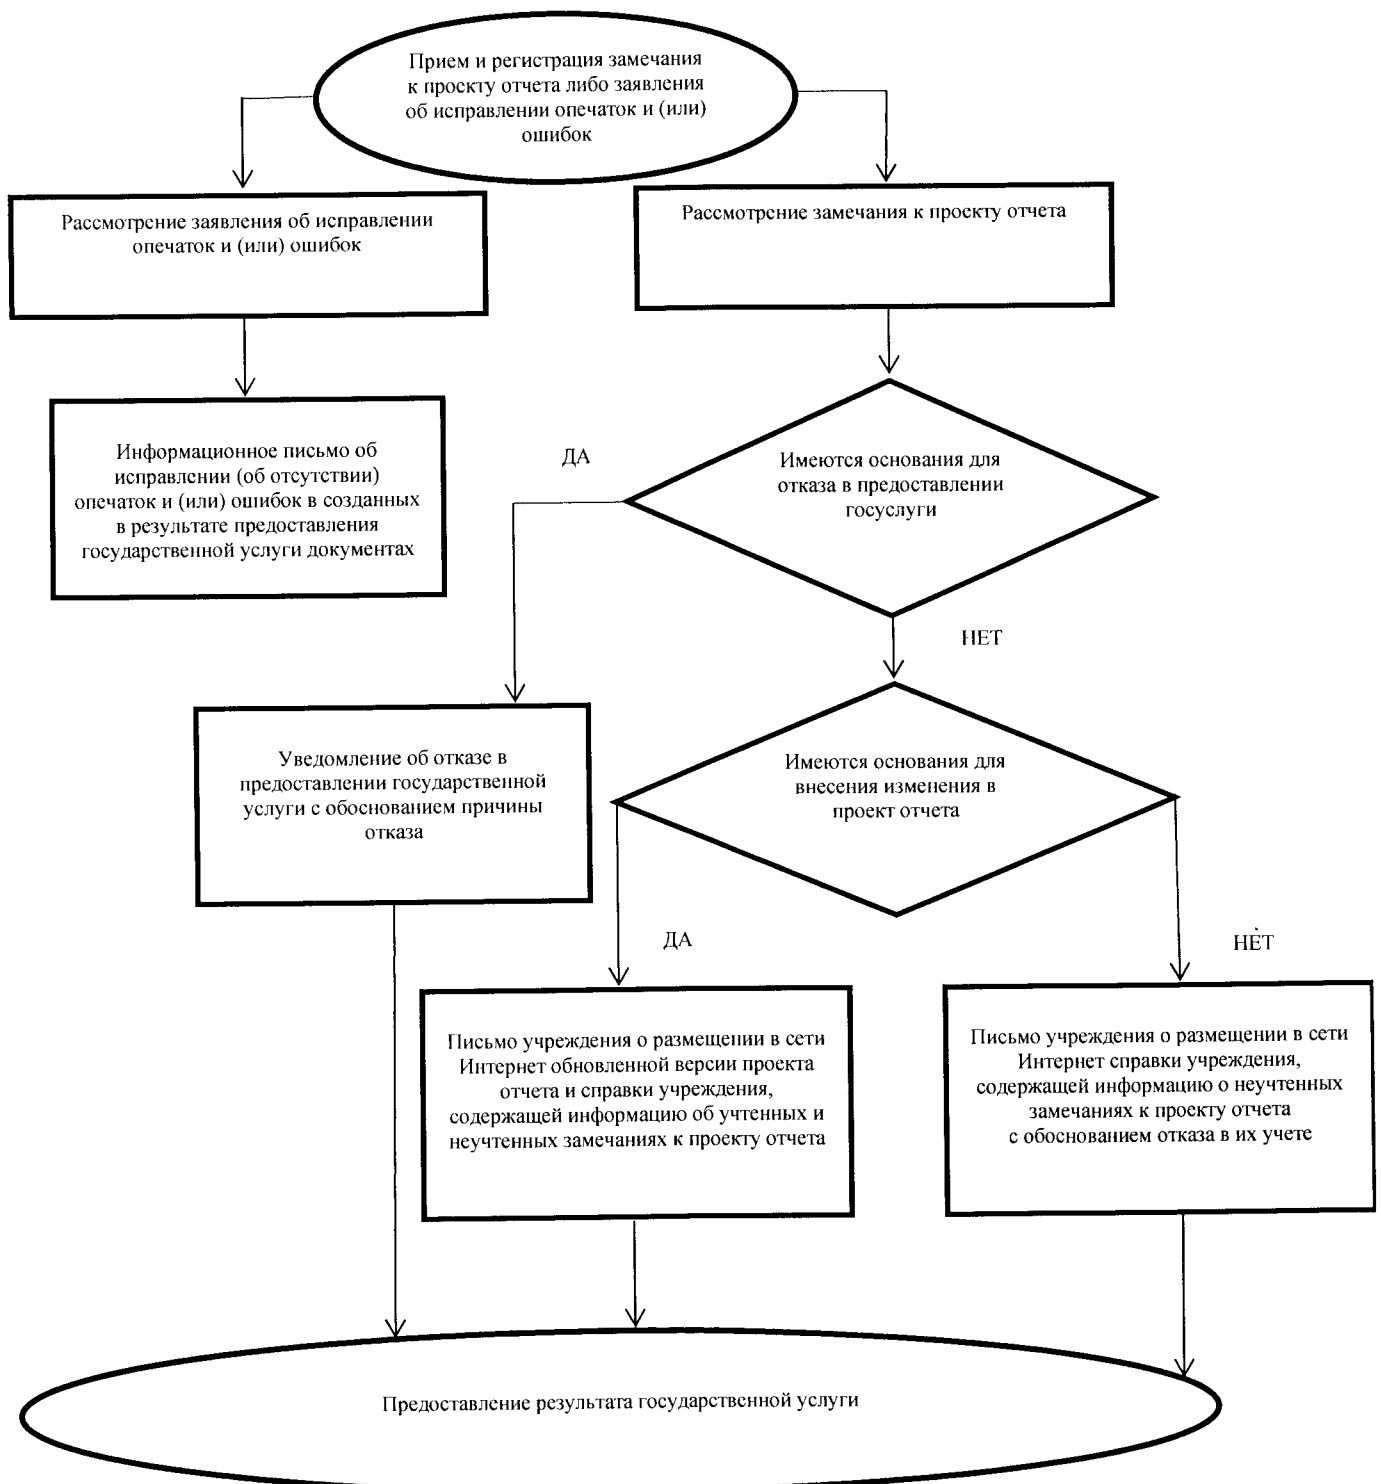 Прием и регистрация замечания
к проекту отчета либо заявления
об исправлении опечаток и (или)
ошибок
Рассмотрение заявления об исправлении
опечаток и (или) ошибок
Рассмотрение замечания к проекту отчета
Информационное письмо об
исправлении (об отсутствии)
опечаток и (или) ошибок в созданных
в результате предоставления
государственной услуги документах
ДА
Имеются основания для
отказа в предоставлении
госуслуги
НЕТ
Уведомление об отказе в
предоставлении государственной
услуги с обоснованием причины
отказа
Имеются основания для
внесения изменения в
проект отчета
ДА
НЕТ
Письмо учреждения о размещении в сети
Интернет обновленной версии проекта
отчета и справки учреждения,
содержащей информацию об учтенных и
неучтенных замечаниях к проекту отчета
Письмо учреждения о размещении в сети
Интернет справки учреждения,
содержащей информацию о неучтенных
замечаниях к проекту отчета
с обоснованием отказа в их учете
Предоставление результата государственной услуги